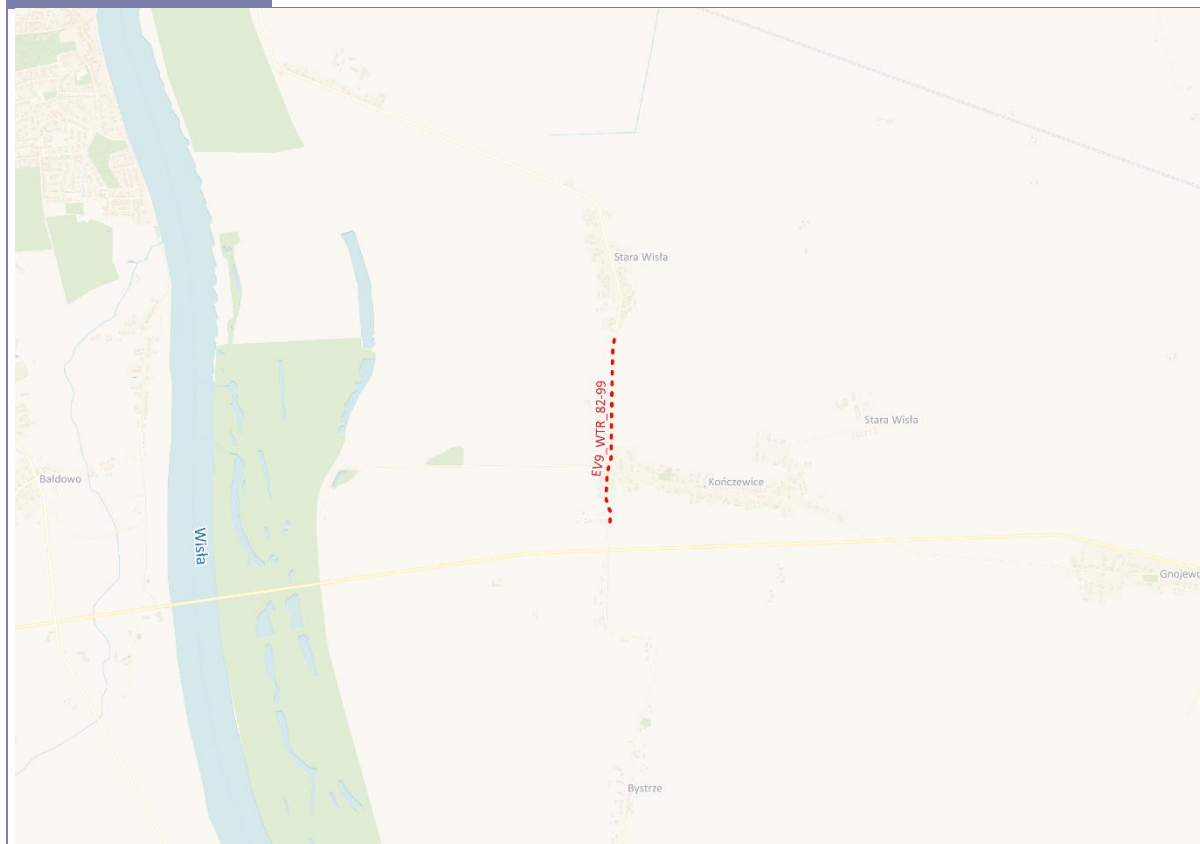 Stara Wisła
EV9_WTR_82-99
Stara Wisła
Bałdowo
Kończewice
Wisła
Gnojewo
Bystrze